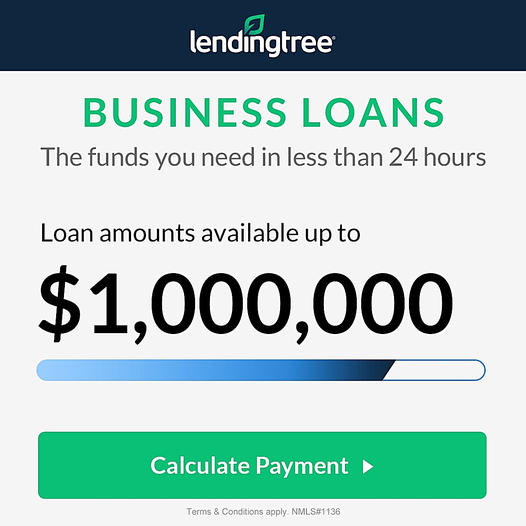 lendingtree®
BUSINESS LOANS
The funds you need in less than 24 hours
Loan amounts available up to
$1,000,000
Calculate Payment
Terms & Conditions apply. NMLS#1136